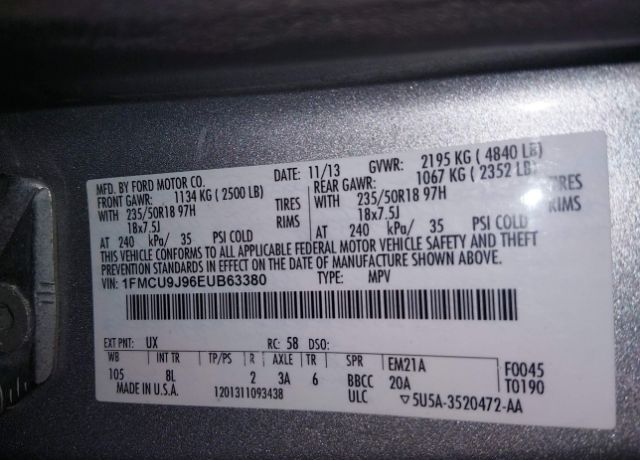 MFD. BY FORD MOTOR CO. DATE: 11/13 GVWR: 2195 KG ( 4840 LB)
FRONT GAWR: 1134 KG ( 2500 LB) REAR GAWR: 1067 KG ( 2352 LB)
WITH 235/50R18 97H TIRES WITH 235/50R18 97H TIRES
18x7.5J RIMS 18x7.5J RIMS
AT 240 kPa/ 35 PSI COLD AT 240 kPa/ 35 PSI COLD
THIS VEHICLE CONFORMS TO ALL APPLICABLE FEDERAL MOTOR VEHICLE SAFETY AND THEFT
PREVENTION STANDARDS IN EFFECT ON THE DATE OF MANUFACTURE SHOWN ABOVE.
VIN: 1FMCU9J96EUB63380 TYPE: MPV
EXT PNT: UX RC: 58 DSO:
WB INT TR TP/PS R AXLE TR SPR EM21A F0045
105 8L 2 3A 6 BBCC 20A T0190
MADE IN U.S.A. 1201311093438 ULC ▽5U5A-3520472-AA